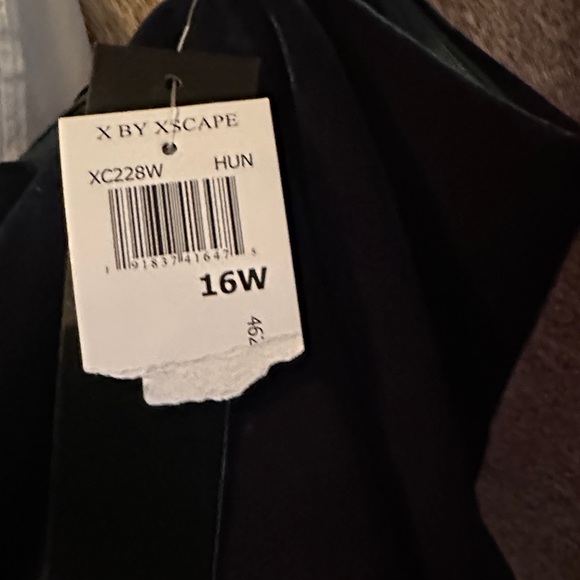 X BY XSCAPE
XC228W HUN
1 91837 41647 5
16W
462